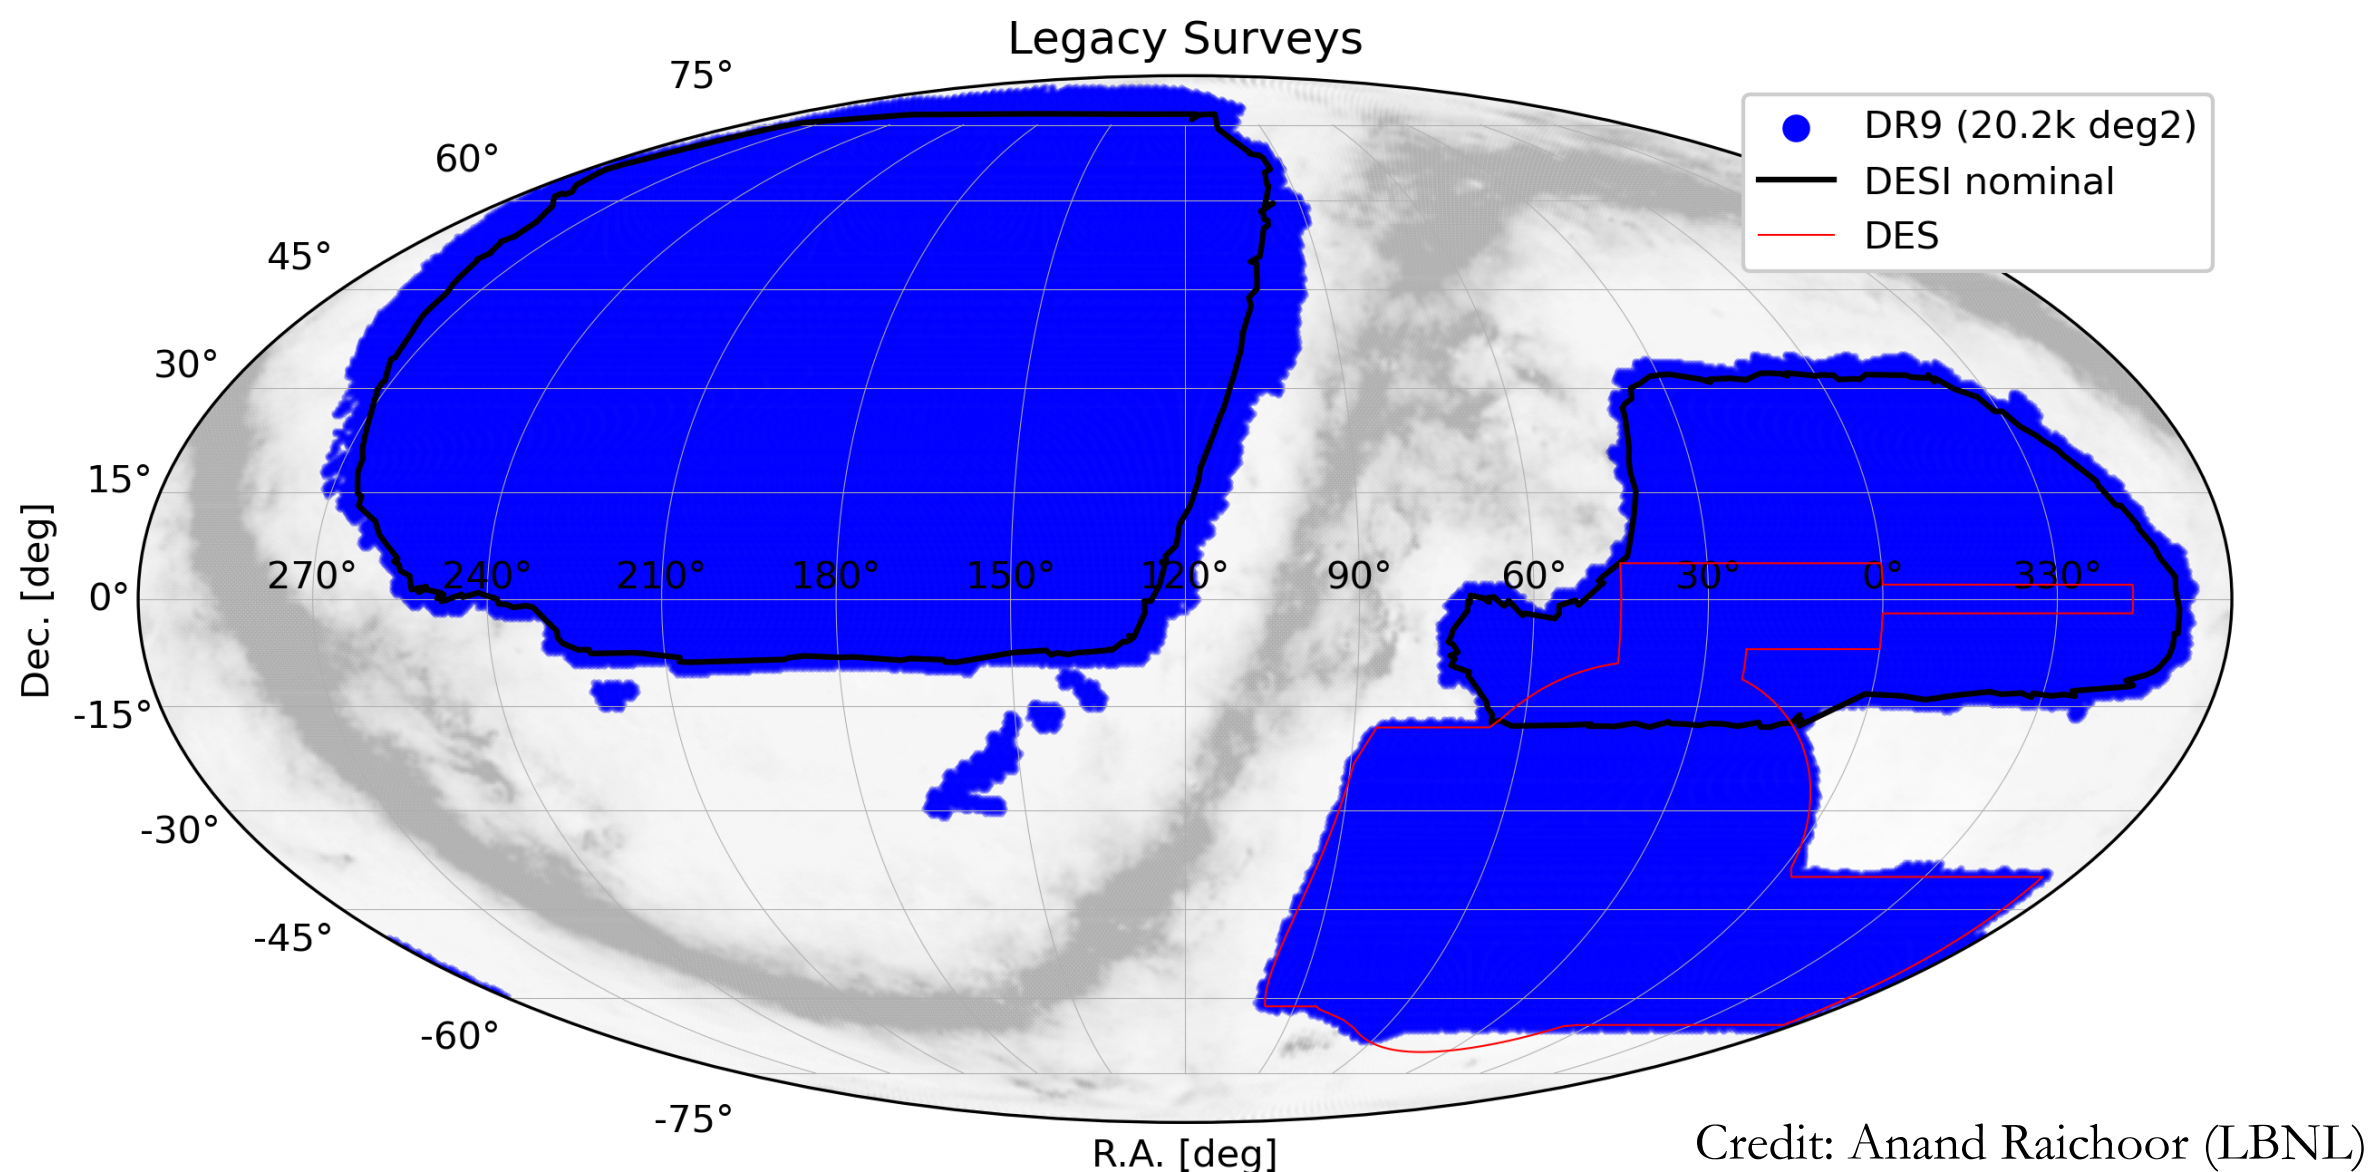 Legacy Surveys
DR9 (20.2k deg2)
DESI nominal
DES
75°
60°
45°
30°
15°
0°
-15°
-30°
-45°
-60°
-75°
270° 240° 210° 180° 150° 120° 90° 60° 30° 0° 330°
Dec. [deg]
R.A. [deg]
Credit: Anand Raichoor (LBNL)